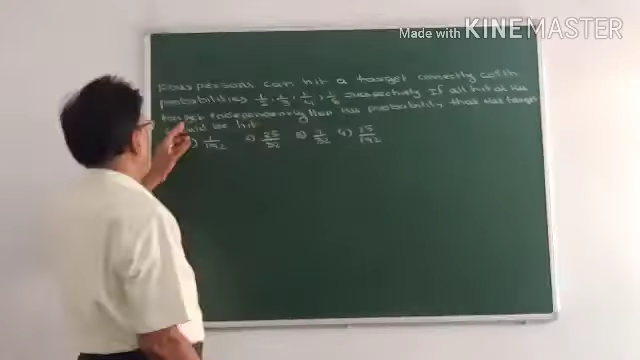 Made with KINEMASTER
Four persons can hit a target correctly with
probabilities 1/2, 1/3, 1/4, 1/8 respectively If all hit at the
target independently then the probability that the target
would be hit
) 1/192 2) 25/32 3) 7/32 4) 25/192